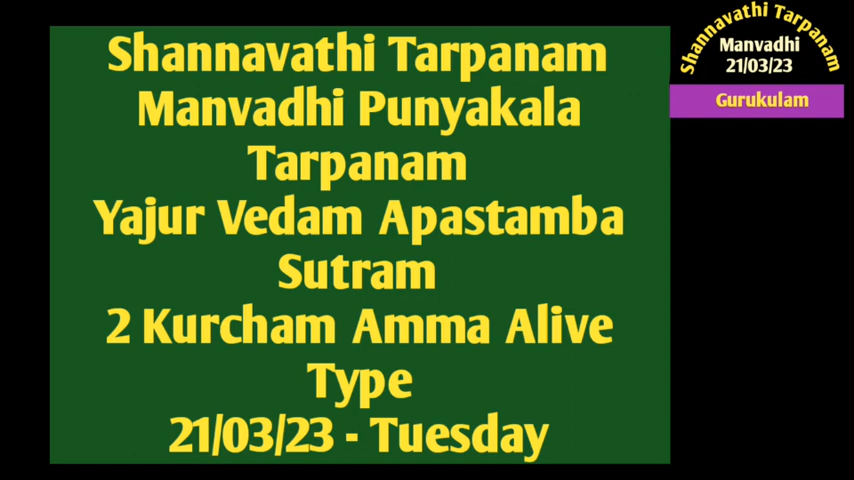 Shannavathi Tarpanam
Manvadhi Punyakala
Tarpanam
Yajur Vedam Apastamba
Sutram
2 Kurcham Amma Alive
Type
21/03/23 - Tuesday
Shannavathi Tarpanam
Manvadhi
21/03/23
Gurukulam